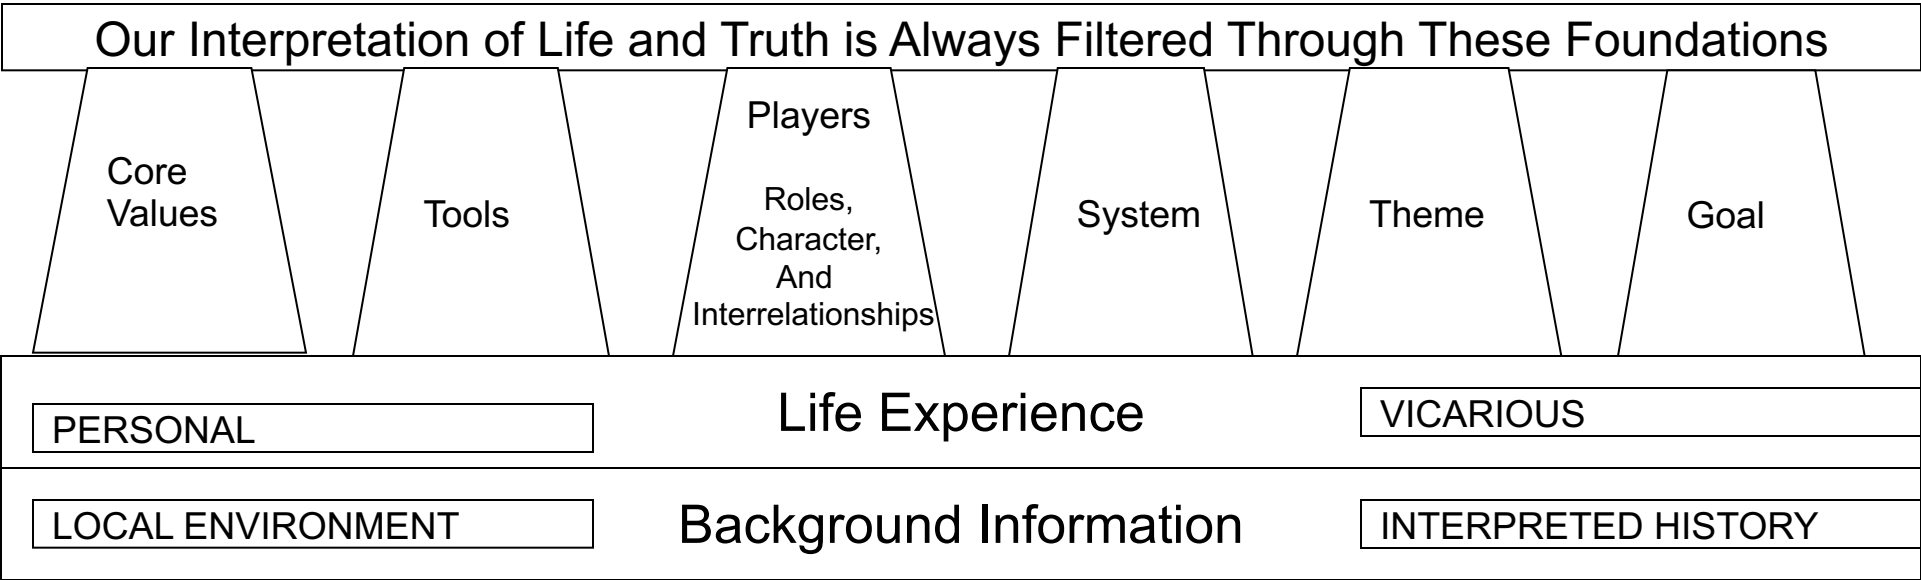 Our Interpretation of Life and Truth is Always Filtered Through These Foundations
Core
Values
Tools
Players
Roles,
Character,
And
Interrelationships
System
Theme
Goal
PERSONAL
Life Experience
VICARIOUS
LOCAL ENVIRONMENT
Background Information
INTERPRETED HISTORY